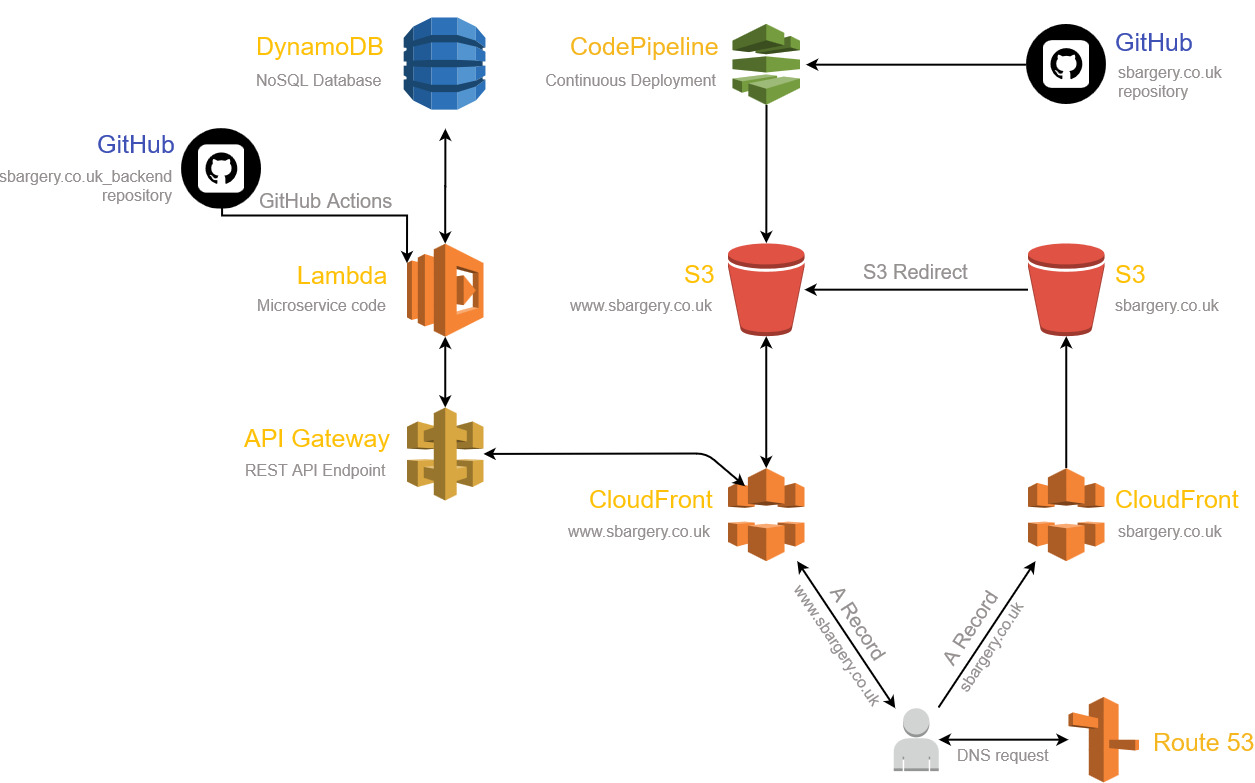 DynamoDB
NoSQL Database
CodePipeline
Continuous Deployment
GitHub
sbargery.co.uk
repository
GitHub
sbargery.co.uk_backend
repository
GitHub Actions
Lambda
Microservice code
S3
www.sbargery.co.uk
S3 Redirect
S3
sbargery.co.uk
API Gateway
REST API Endpoint
CloudFront
www.sbargery.co.uk
CloudFront
sbargery.co.uk
A Record
www.sbargery.co.uk
A Record
sbargery.co.uk
DNS request
Route 53